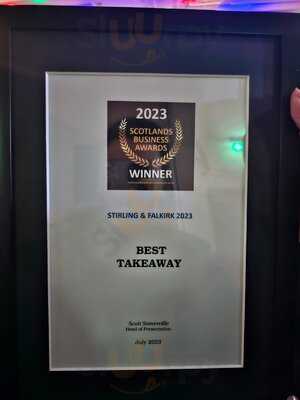 2023
SCOTLANDS
BUSINESS
AWARDS
WINNER
STIRLING & FALKIRK 2023
BEST
TAKEAWAY
Scott Somerville
Head of Presentation
July 2023